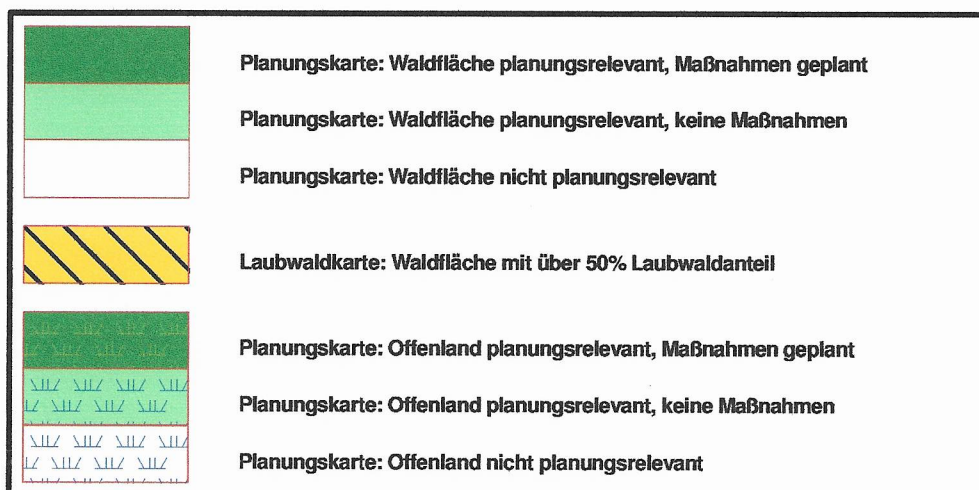 Planungskarte: Waldfläche planungsrelevant, Maßnahmen geplant
Planungskarte: Waldfläche planungsrelevant, keine Maßnahmen
Planungskarte: Waldfläche nicht planungsrelevant
Laubwaldkarte: Waldfläche mit über 50% Laubwaldanteil
Planungskarte: Offenland planungsrelevant, Maßnahmen geplant
Planungskarte: Offenland planungsrelevant, keine Maßnahmen
Planungskarte: Offenland nicht planungsrelevant